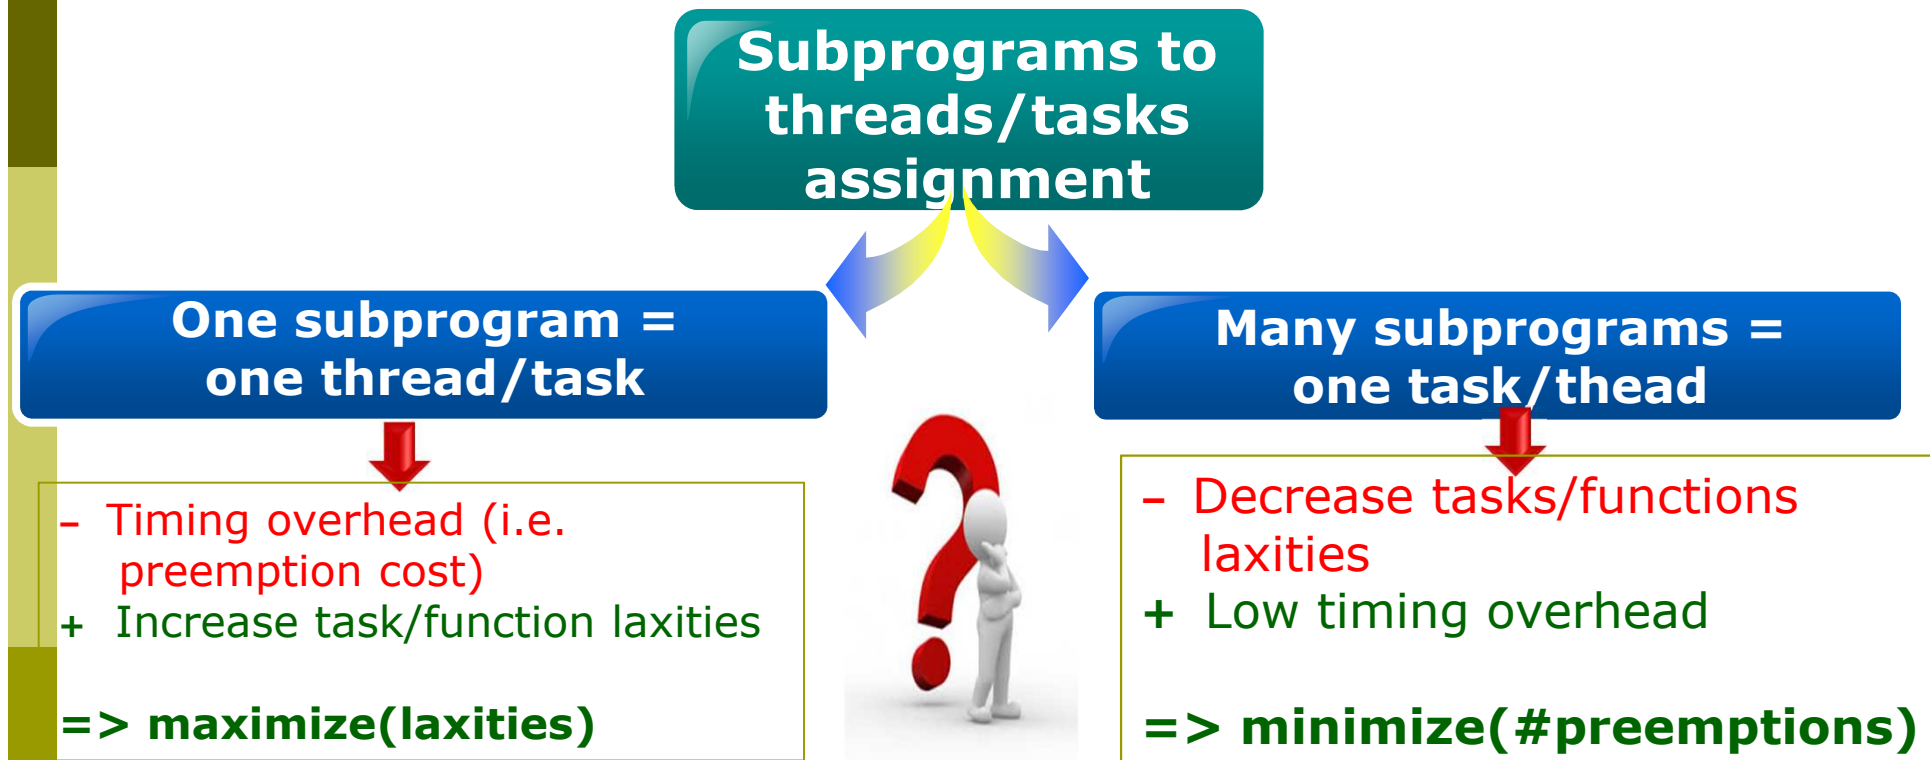 Subprograms to
threads/tasks
assignment
One subprogram =
one thread/task
– Timing overhead (i.e.
preemption cost)
+ Increase task/function laxities
=> maximize(laxities)
Many subprograms =
one task/thead
– Decrease tasks/functions
laxities
+ Low timing overhead
=> minimize(#preemptions)